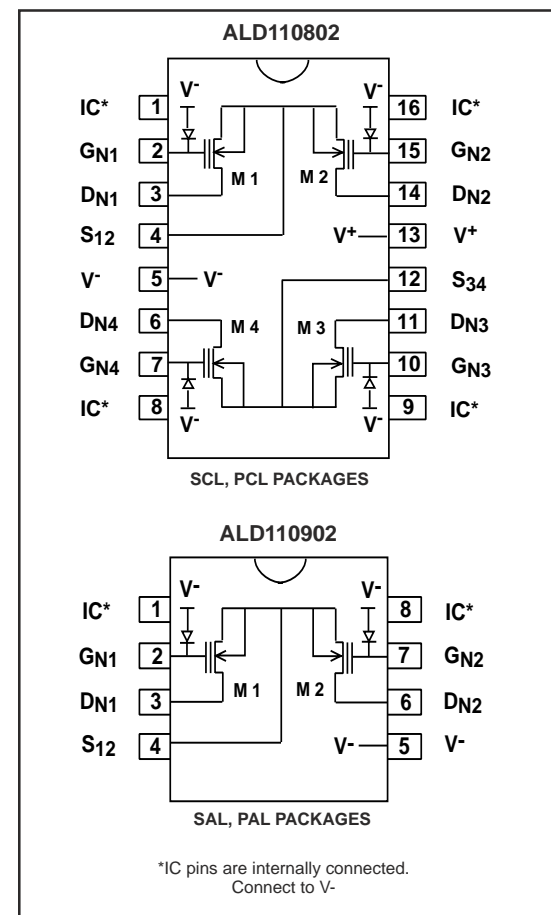 ALD110802
V- V-
IC* 1 16 IC*
GN1 2 15 GN2
M 1 M 2
DN1 3 14 DN2
S12 4 V+ 13 V+
V- 5 V- 12 S34
DN4 6 M 4 M 3 11 DN3
GN4 7 10 GN3
IC* 8 V- V- 9 IC*
SCL, PCL PACKAGES
ALD110902
V- V-
IC* 1 8 IC*
GN1 2 7 GN2
DN1 3 M 1 M 2 6 DN2
S12 4 V- 5 V-
SAL, PAL PACKAGES
*IC pins are internally connected.
Connect to V-